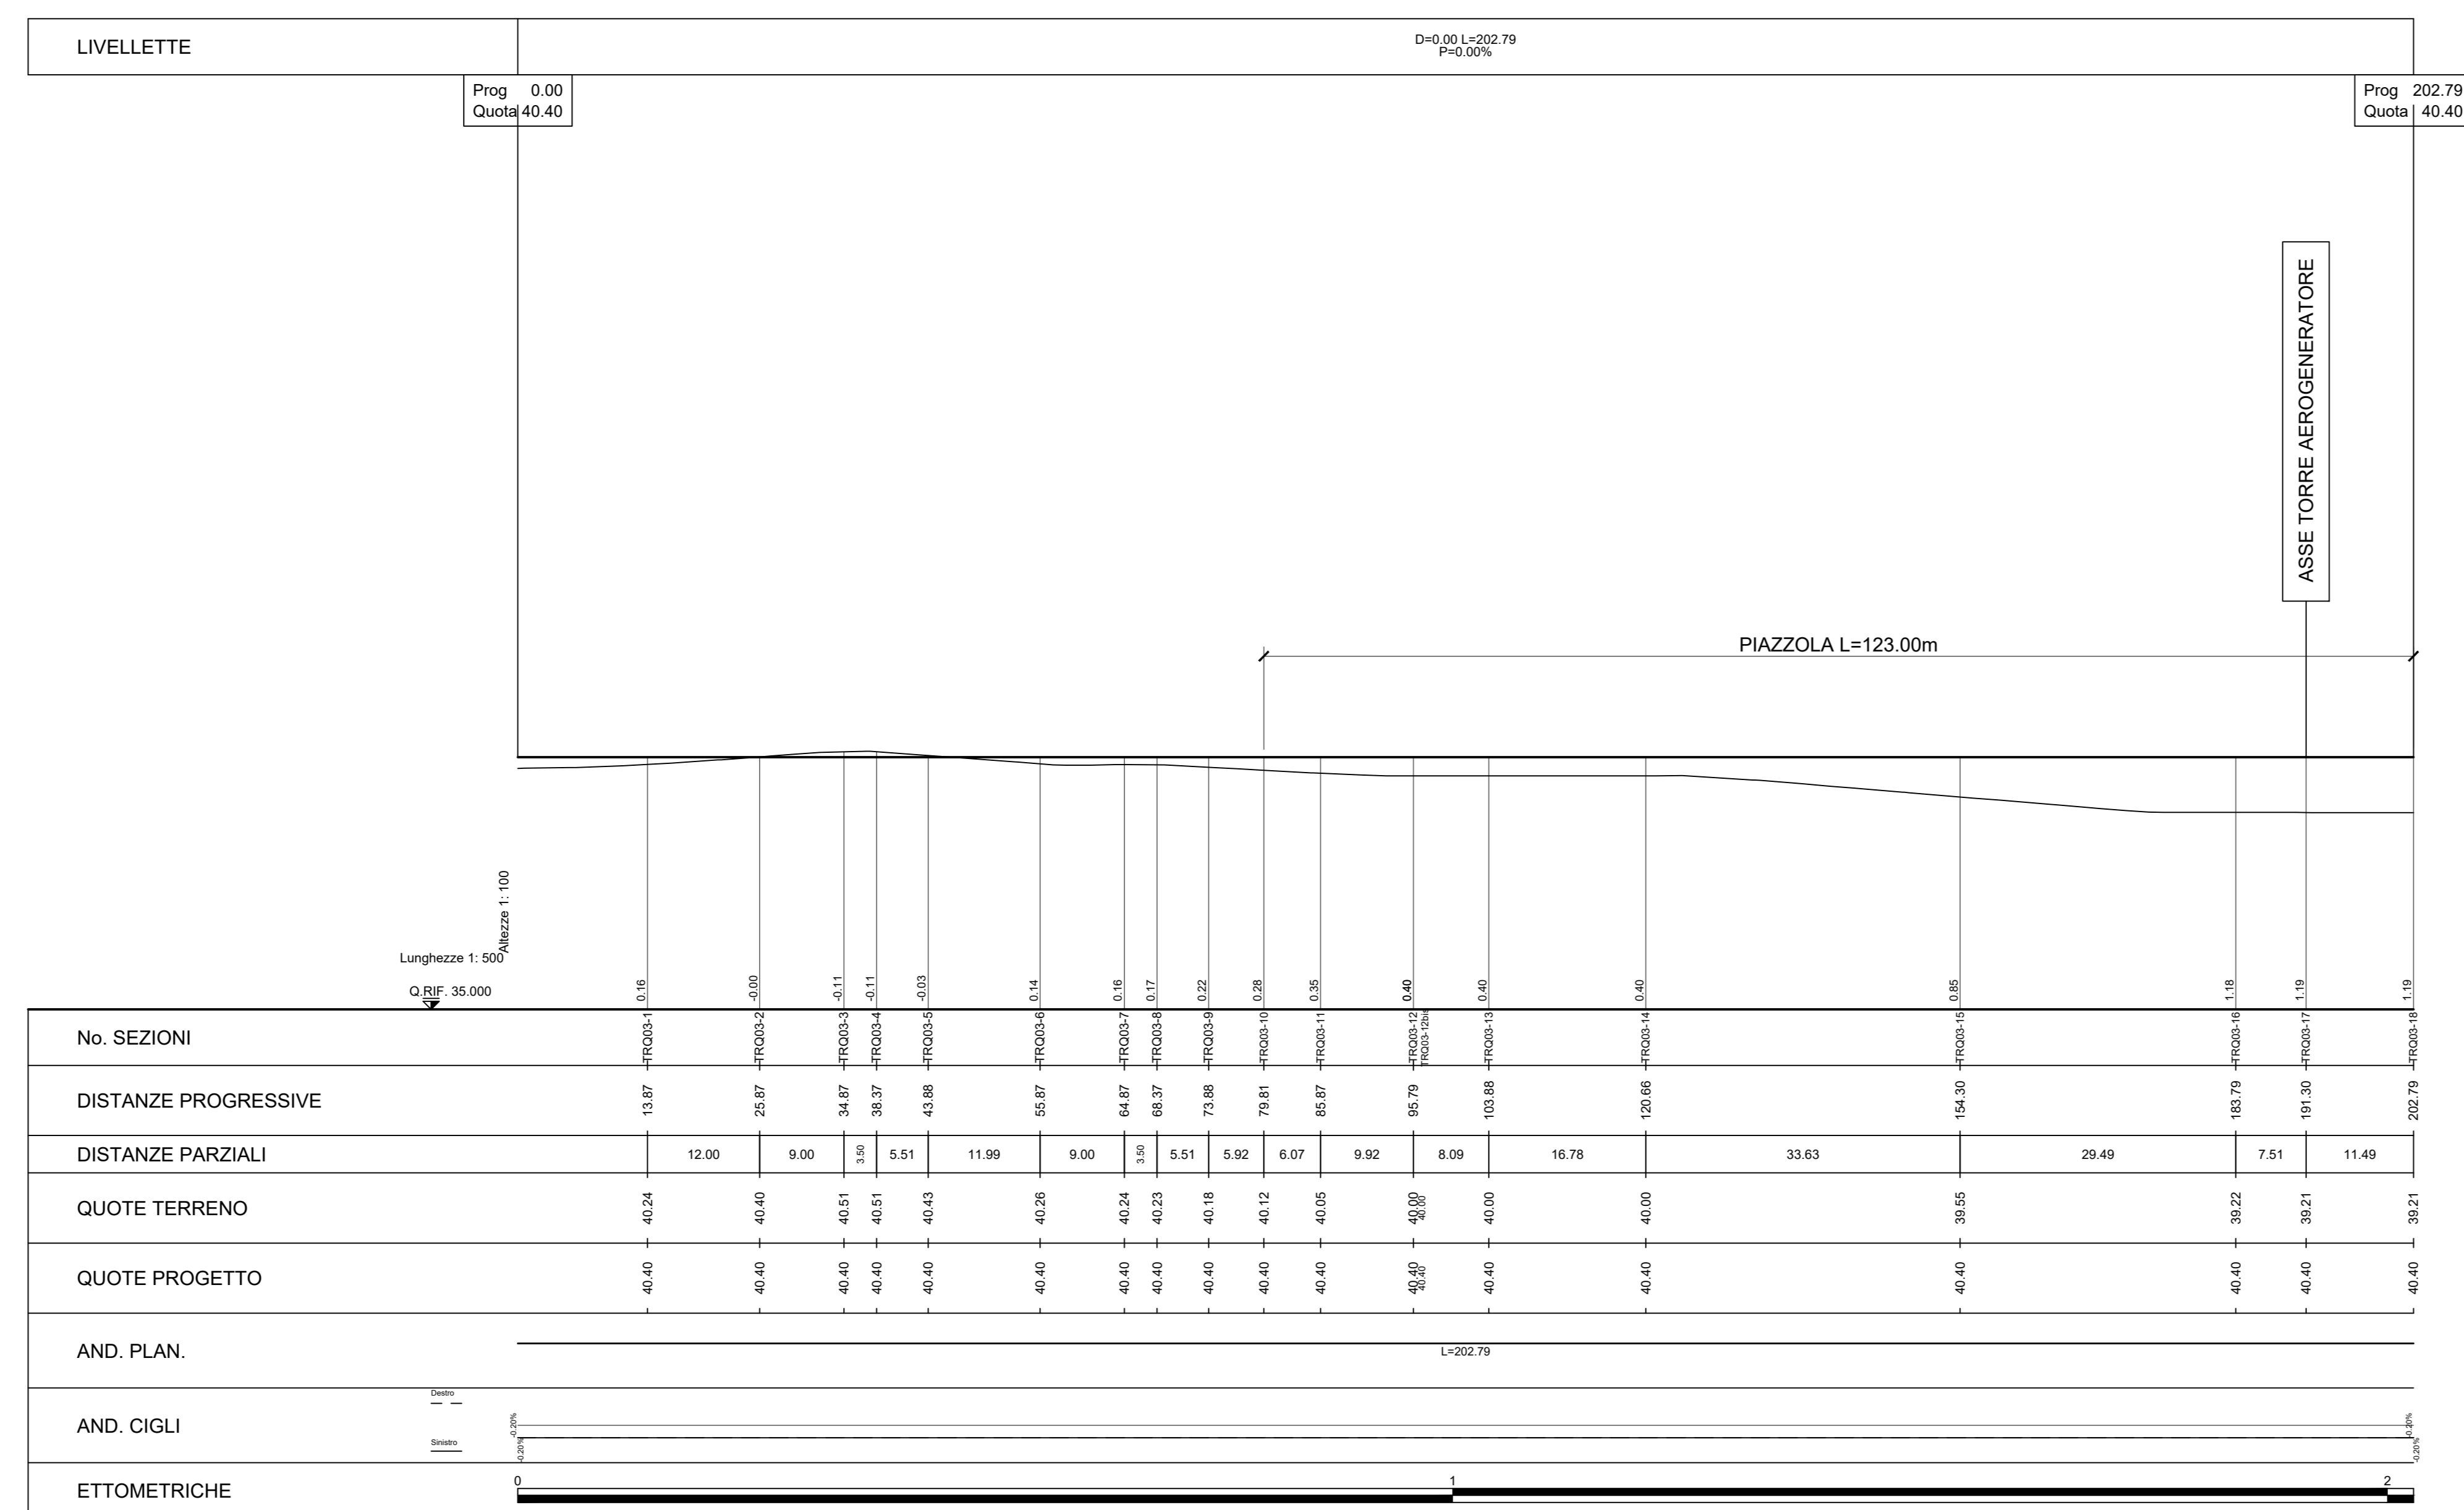 LIVELLETTE
D=0.00 L=202.79
P=0.00%
Prog 0.00
Quota 40.40
Prog 202.79
Quota 40.40
ASSE TORRE AEROGENERATORE
PIAZZOLA L=123.00m
Altezze 1: 100
Lunghezze 1: 500
Q.RIF. 35.000
0.16 -0.00 -0.11 -0.11 -0.03 0.14 0.16 0.17 0.22 0.28 0.35 0.40 0.40 0.40 0.85 1.18 1.19 1.19
No. SEZIONI TRQ03-1 TRQ03-2 TRQ03-3 TRQ03-4 TRQ03-5 TRQ03-6 TRQ03-7 TRQ03-8 TRQ03-9 TRQ03-10 TRQ03-11 TRQ03-12 TRQ03-12bis TRQ03-13 TRQ03-14 TRQ03-15 TRQ03-16 TRQ03-17 TRQ03-18
DISTANZE PROGRESSIVE 13.87 25.87 34.87 38.37 43.88 55.87 64.87 68.37 73.88 79.81 85.87 95.79 103.88 120.66 154.30 183.79 191.30 202.79
DISTANZE PARZIALI 12.00 9.00 3.50 5.51 11.99 9.00 3.50 5.51 5.92 6.07 9.92 8.09 16.78 33.63 29.49 7.51 11.49
QUOTE TERRENO 40.24 40.40 40.51 40.51 40.43 40.26 40.24 40.23 40.18 40.12 40.05 40.00 40.00 40.00 40.00 39.55 39.22 39.21 39.21
QUOTE PROGETTO 40.40 40.40 40.40 40.40 40.40 40.40 40.40 40.40 40.40 40.40 40.40 40.40 40.40 40.40 40.40 40.40 40.40 40.40 40.40
AND. PLAN.
L=202.79
Destro
AND. CIGLI
Sinistro
-0.20% -0.20%
-0.20% -0.20%
ETTOMETRICHE
0 1 2